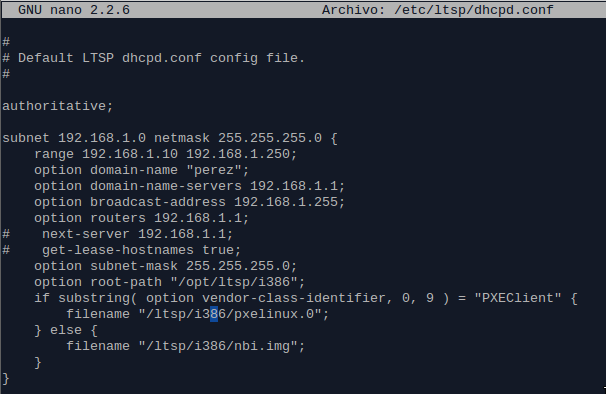 GNU nano 2.2.6 Archivo: /etc/ltsp/dhcpd.conf
#
# Default LTSP dhcpd.conf config file.
#
authoritative;
subnet 192.168.1.0 netmask 255.255.255.0 {
    range 192.168.1.10 192.168.1.250;
    option domain-name "perez";
    option domain-name-servers 192.168.1.1;
    option broadcast-address 192.168.1.255;
    option routers 192.168.1.1;
#    next-server 192.168.1.1;
#    get-lease-hostnames true;
    option subnet-mask 255.255.255.0;
    option root-path "/opt/ltsp/i386";
    if substring( option vendor-class-identifier, 0, 9 ) = "PXEClient" {
        filename "/ltsp/i386/pxelinux.0";
    } else {
        filename "/ltsp/i386/nbi.img";
    }
}